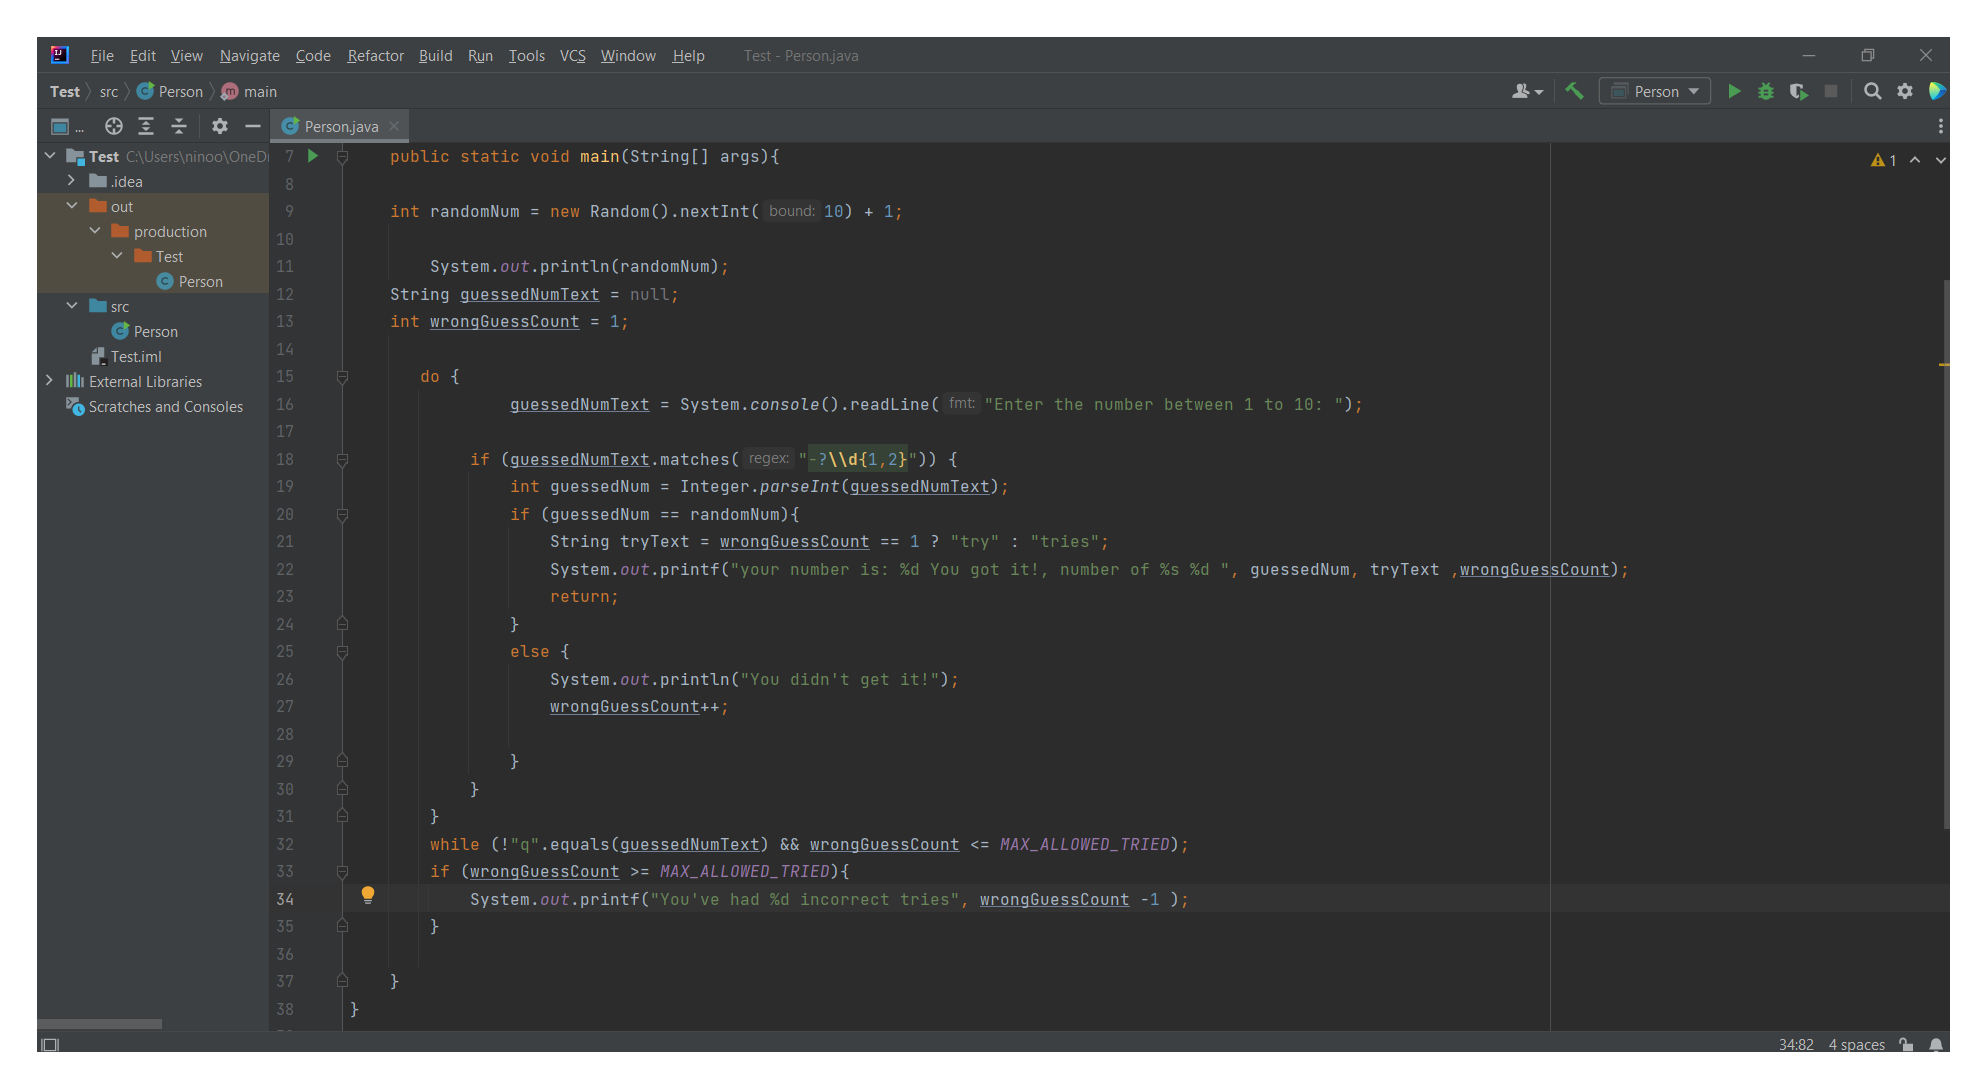 File Edit View Navigate Code Refactor Build Run Tools VCS Window Help Test - Person.java
Test src Person main Person
... Person.java
Test C:\Users\ninoo\OneDr
.idea
out
production
Test
Person
src
Person
Test.iml
External Libraries
Scratches and Consoles
1
7 public static void main(String[] args){
8
9 int randomNum = new Random().nextInt( bound: 10) + 1;
10
11 System.out.println(randomNum);
12 String guessedNumText = null;
13 int wrongGuessCount = 1;
14
15 do {
16 guessedNumText = System.console().readLine( fmt: "Enter the number between 1 to 10: ");
17
18 if (guessedNumText.matches( regex: "-?\\d{1,2}")) {
19 int guessedNum = Integer.parseInt(guessedNumText);
20 if (guessedNum == randomNum){
21 String tryText = wrongGuessCount == 1 ? "try" : "tries";
22 System.out.printf("your number is: %d You got it!, number of %s %d ", guessedNum, tryText ,wrongGuessCount);
23 return;
24 }
25 else {
26 System.out.println("You didn't get it!");
27 wrongGuessCount++;
28
29 }
30 }
31 }
32 while (!"q".equals(guessedNumText) && wrongGuessCount <= MAX_ALLOWED_TRIED);
33 if (wrongGuessCount >= MAX_ALLOWED_TRIED){
34 System.out.printf("You've had %d incorrect tries", wrongGuessCount -1 );
35 }
36
37 }
38 }
34:82 4 spaces